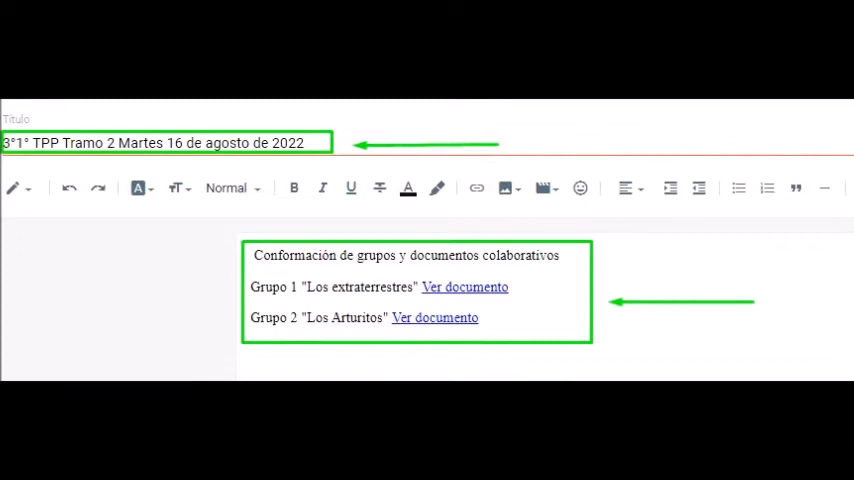 Título
3°1° TPP Tramo 2 Martes 16 de agosto de 2022
Normal B I U A
Conformación de grupos y documentos colaborativos
Grupo 1 "Los extraterrestres" Ver documento
Grupo 2 "Los Arturitos" Ver documento